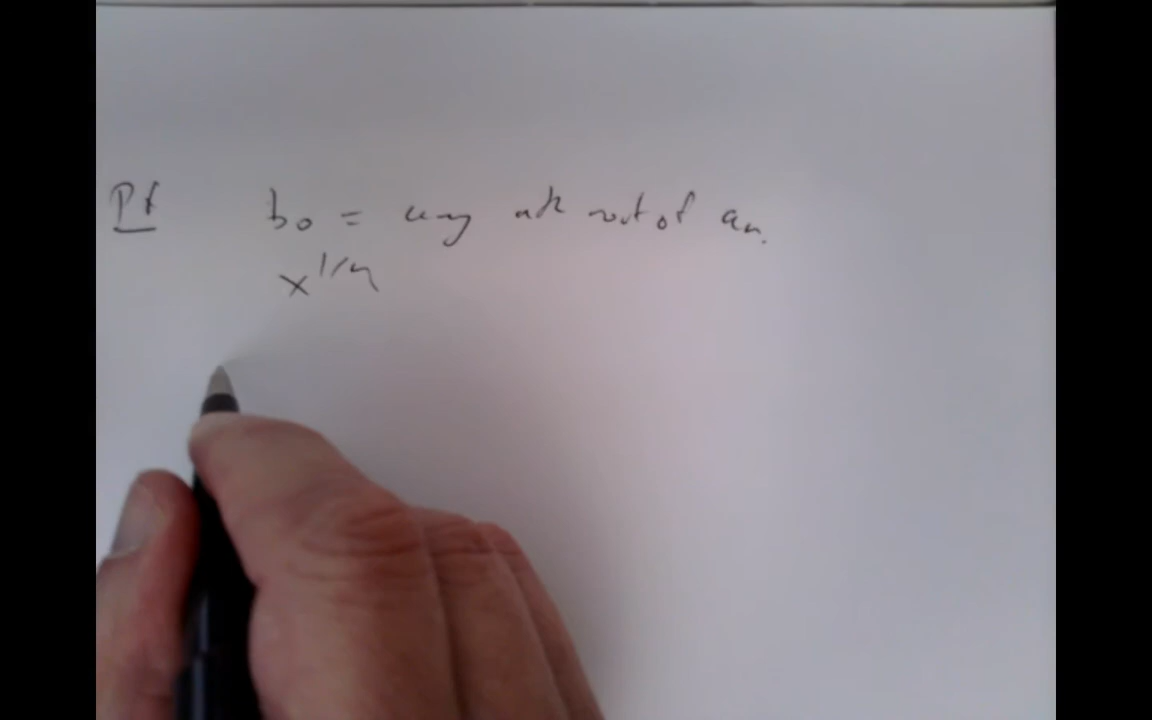 Pf b₀ = any nth root of aₙ.
x^{1/n}